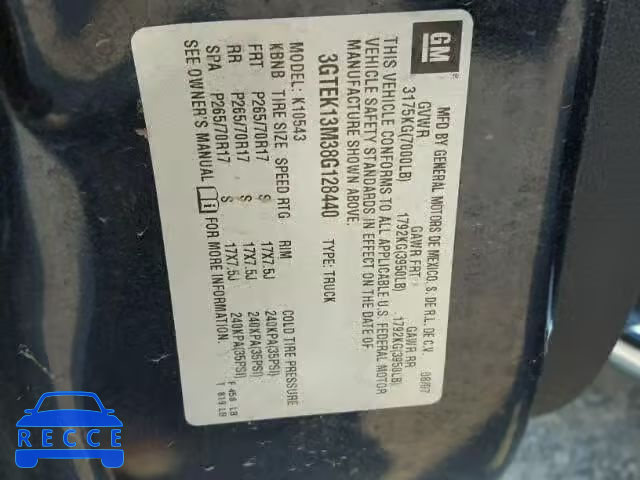 GM
MFD BY GENERAL MOTORS DE MEXICO, S. DE R.L. DE C.V.
08/07
GVWR GAWR FRT GAWR RR
3175KG(7000LB) 1792KG(3950LB) 1792KG(3950LB)
THIS VEHICLE CONFORMS TO ALL APPLICABLE U.S. FEDERAL MOTOR
VEHICLE SAFETY STANDARDS IN EFFECT ON THE DATE OF
MANUFACTURE SHOWN ABOVE.
3GTEK13M38G128440 TYPE: TRUCK
MODEL: K10543
KBNB TIRE SIZE SPEED RTG RIM COLD TIRE PRESSURE
FRT P265/70R17 S 17X7.5J 240KPA(35PSI)
RR P265/70R17 S 17X7.5J 240KPA(35PSI)
SPA P265/70R17 S 17X7.5J 240KPA(35PSI)
SEE OWNER'S MANUAL FOR MORE INFORMATION.
F 458 LB
T 819 LB